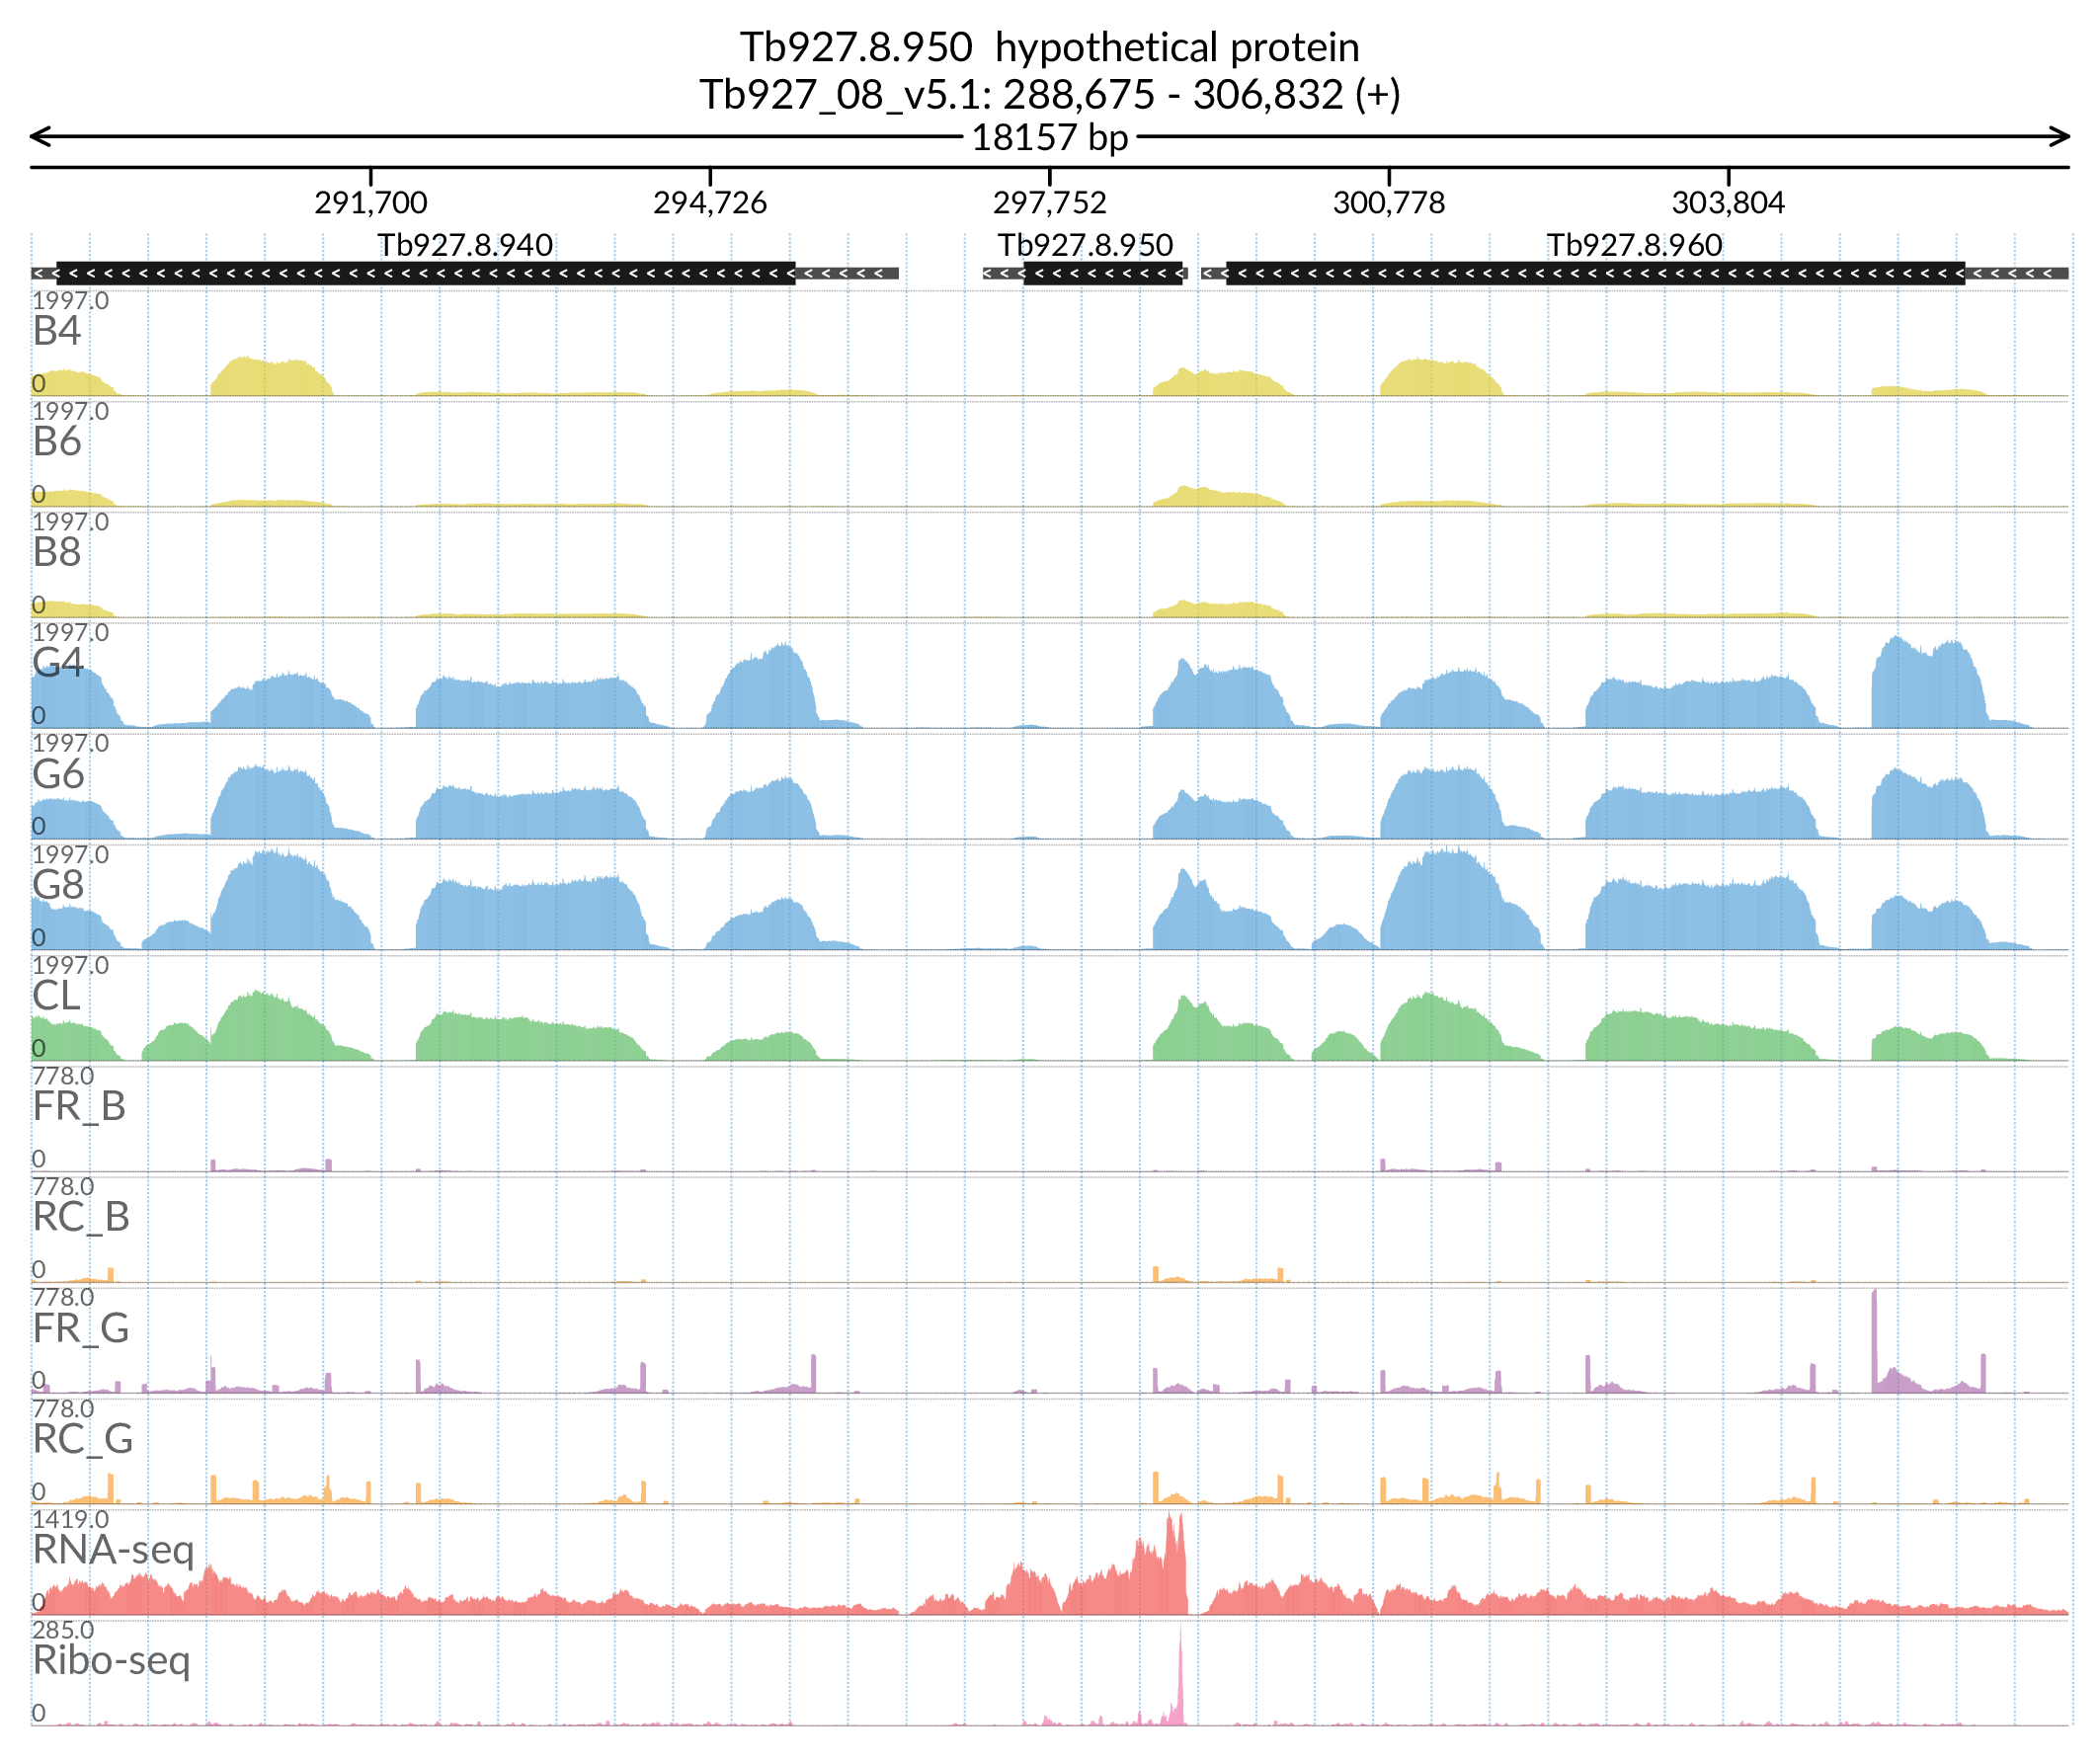 Tb927.8.950  hypothetical protein
Tb927_08_v5.1: 288,675 - 306,832 (+)
18157 bp
291,700 294,726 297,752 300,778 303,804
Tb927.8.940 Tb927.8.950 Tb927.8.960
1997.0
B4
0
1997.0
B6
0
1997.0
B8
0
1997.0
G4
0
1997.0
G6
0
1997.0
G8
0
1997.0
CL
0
778.0
FR_B
0
778.0
RC_B
0
778.0
FR_G
0
778.0
RC_G
0
1419.0
RNA-seq
0
285.0
Ribo-seq
0